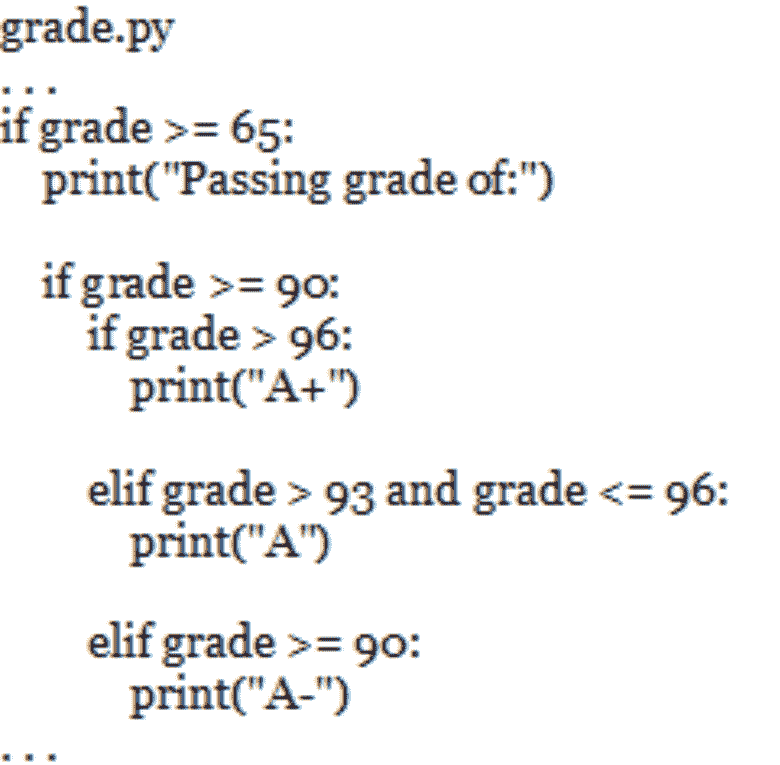 grade.py
. . .
if grade >= 65:
    print("Passing grade of:")

    if grade >= 90:
        if grade > 96:
            print("A+")

        elif grade > 93 and grade <= 96:
            print("A")

        elif grade >= 90:
            print("A-")
. . .